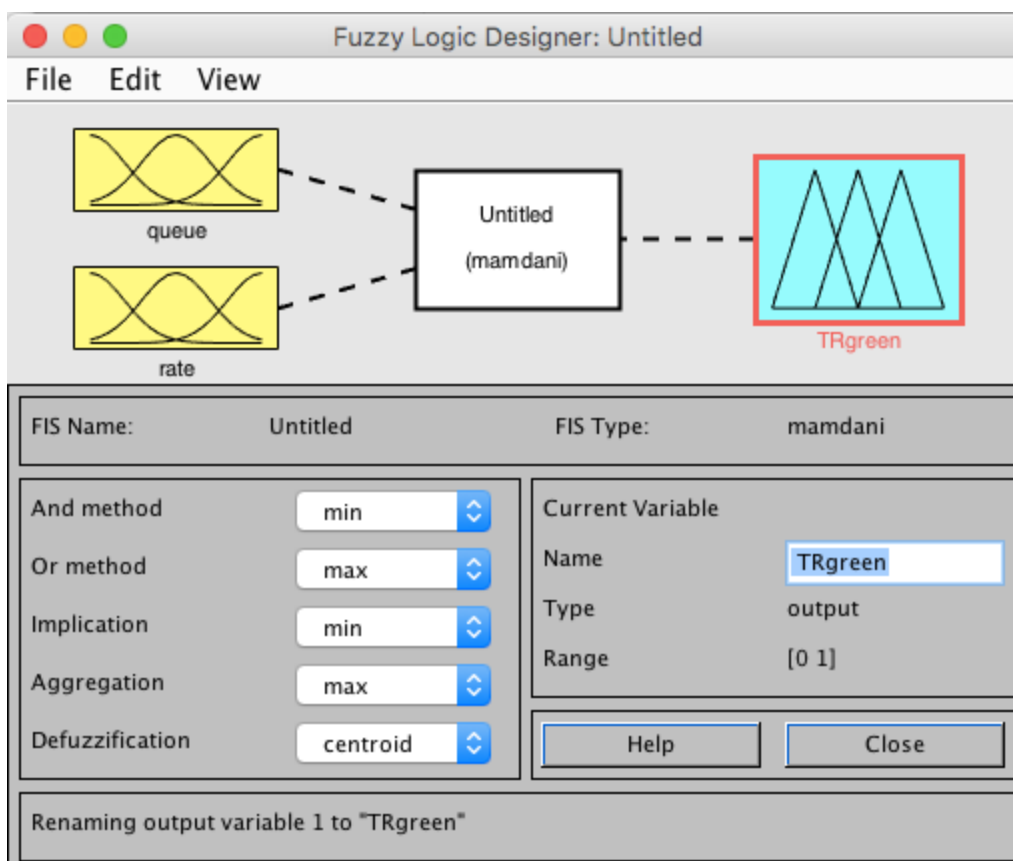 Fuzzy Logic Designer: Untitled
File Edit View
queue
rate
Untitled
(mamdani)
TRgreen
FIS Name: Untitled FIS Type: mamdani
And method min
Or method max
Implication min
Aggregation max
Defuzzification centroid
Current Variable
Name TRgreen
Type output
Range [0 1]
Help Close
Renaming output variable 1 to "TRgreen"